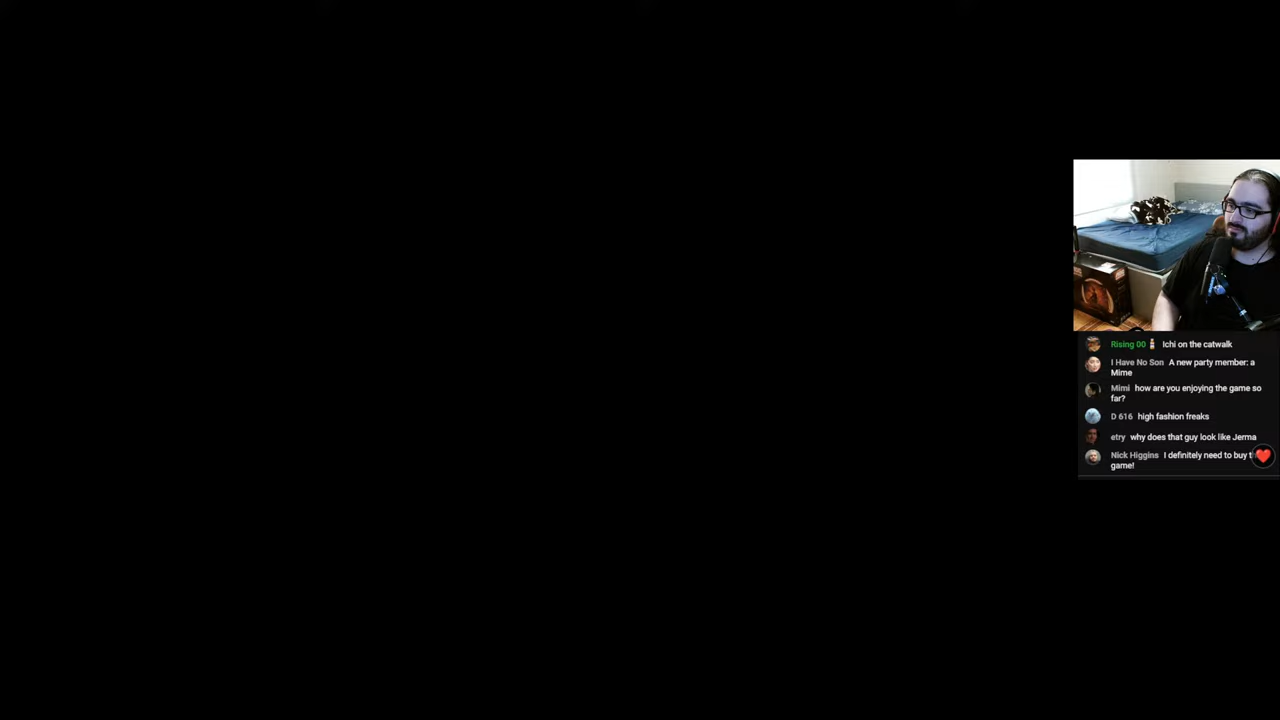 Rising 00 Ichi on the catwalk
I Have No Son A new party member: a
Mime
Mimi how are you enjoying the game so
far?
D 616 high fashion freaks
etry why does that guy look like Jerma
Nick Higgins I definitely need to buy
game!